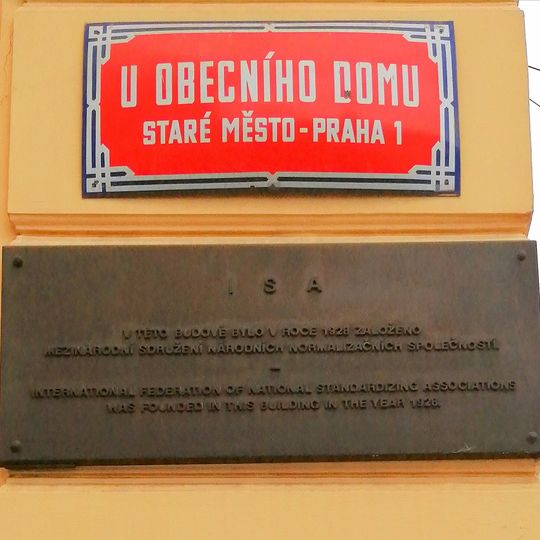 U OBECNÍHO DOMU
STARÉ MĚSTO-PRAHA 1
I S A
V TÉTO BUDOVĚ BYLO V ROCE 1928 ZALOŽENO
MEZINÁRODNÍ SDRUŽENÍ NÁRODNÍCH NORMALIZAČNÍCH SPOLEČNOSTÍ.
–
INTERNATIONAL FEDERATION OF NATIONAL STANDARDIZING ASSOCIATIONS
WAS FOUNDED IN THIS BUILDING IN THE YEAR 1928.